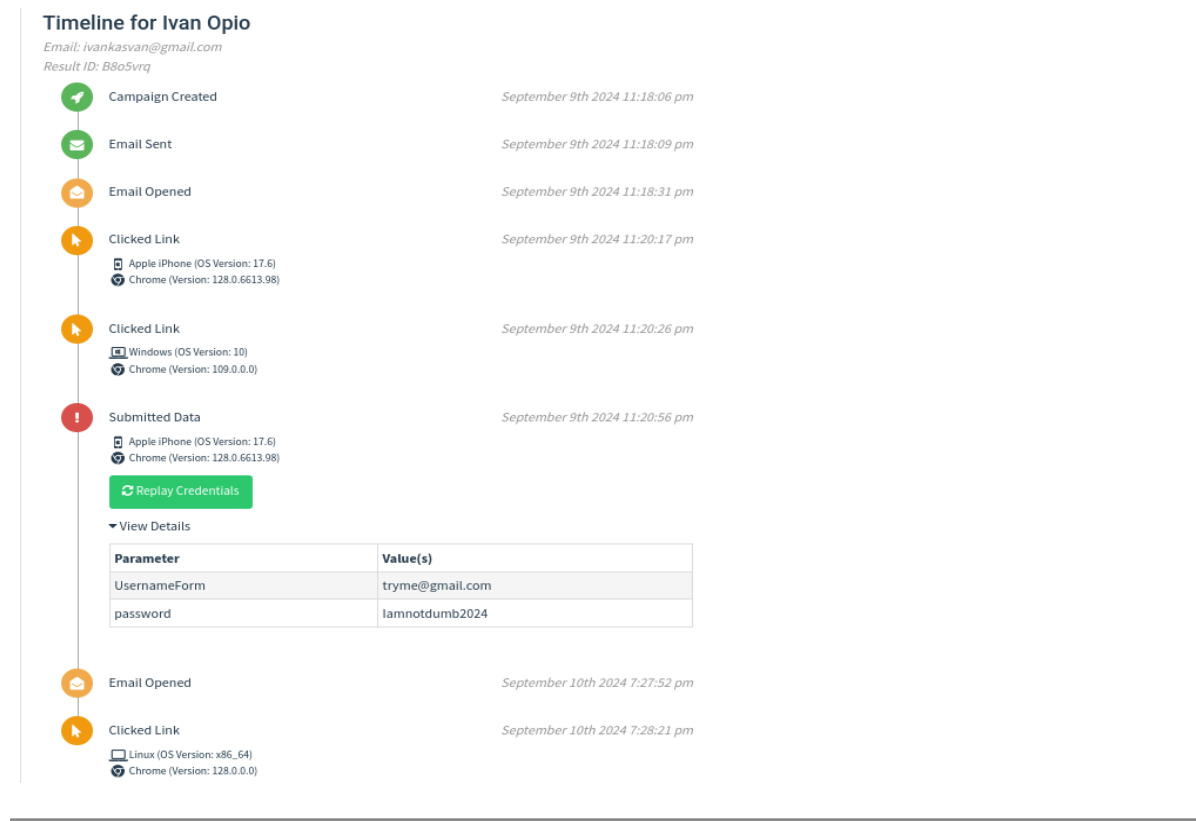 Timeline for Ivan Opio
Email: ivankasvan@gmail.com
Result ID: B8o5vrq
Campaign Created September 9th 2024 11:18:06 pm
Email Sent September 9th 2024 11:18:09 pm
Email Opened September 9th 2024 11:18:31 pm
Clicked Link September 9th 2024 11:20:17 pm
Apple iPhone (OS Version: 17.6)
Chrome (Version: 128.0.6613.98)
Clicked Link September 9th 2024 11:20:26 pm
Windows (OS Version: 10)
Chrome (Version: 109.0.0.0)
Submitted Data September 9th 2024 11:20:56 pm
Apple iPhone (OS Version: 17.6)
Chrome (Version: 128.0.6613.98)
Replay Credentials
View Details
Parameter Value(s)
UsernameForm tryme@gmail.com
password Iamnotdumb2024
Email Opened September 10th 2024 7:27:52 pm
Clicked Link September 10th 2024 7:28:21 pm
Linux (OS Version: x86_64)
Chrome (Version: 128.0.0.0)